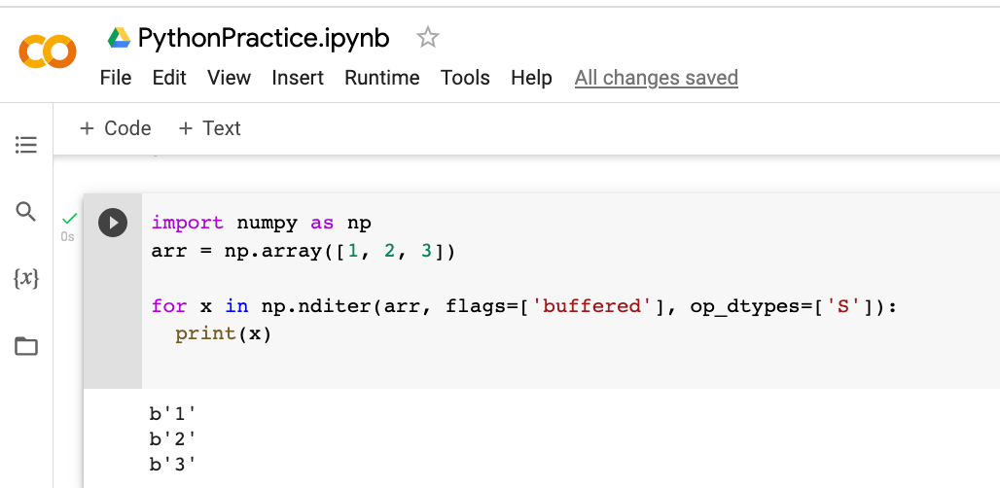 PythonPractice.ipynb
File Edit View Insert Runtime Tools Help All changes saved
+ Code + Text
{x}
0s
import numpy as np
arr = np.array([1, 2, 3])
for x in np.nditer(arr, flags=['buffered'], op_dtypes=['S']):
  print(x)
b'1'
b'2'
b'3'